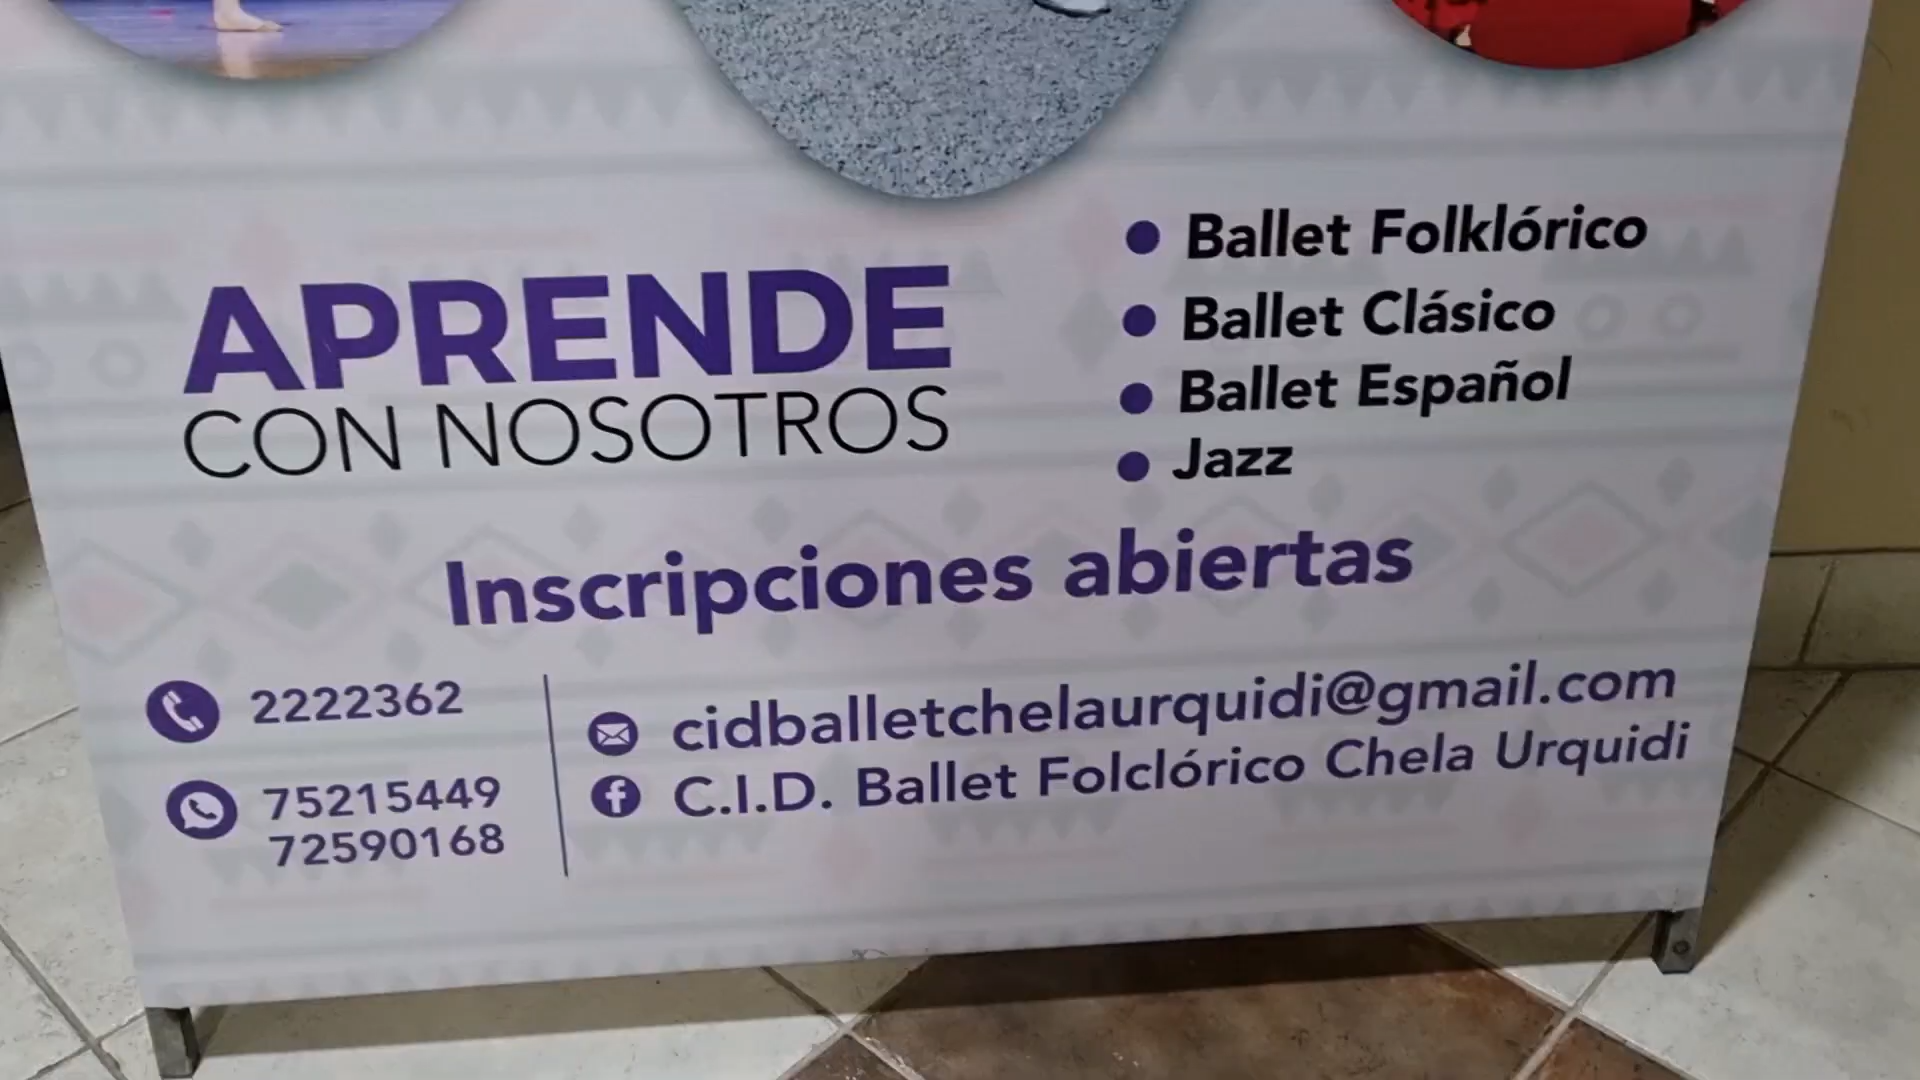 APRENDE
CON NOSOTROS
Ballet Folklórico
Ballet Clásico
Ballet Español
Jazz
Inscripciones abiertas
2222362
75215449
72590168
cidballetchelaurquidi@gmail.com
C.I.D. Ballet Folclórico Chela Urquidi